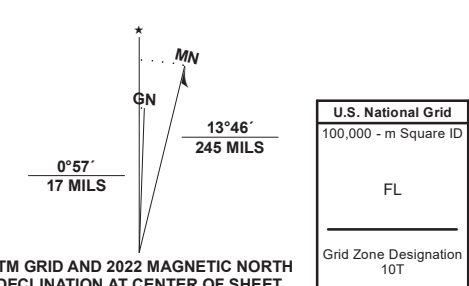 ★
MN
GN
13°46´
245 MILS
0°57´
17 MILS
TM GRID AND 2022 MAGNETIC NORTH
DECLINATION AT CENTER OF SHEET
U.S. National Grid
100,000 - m Square ID
FL
Grid Zone Designation
10T